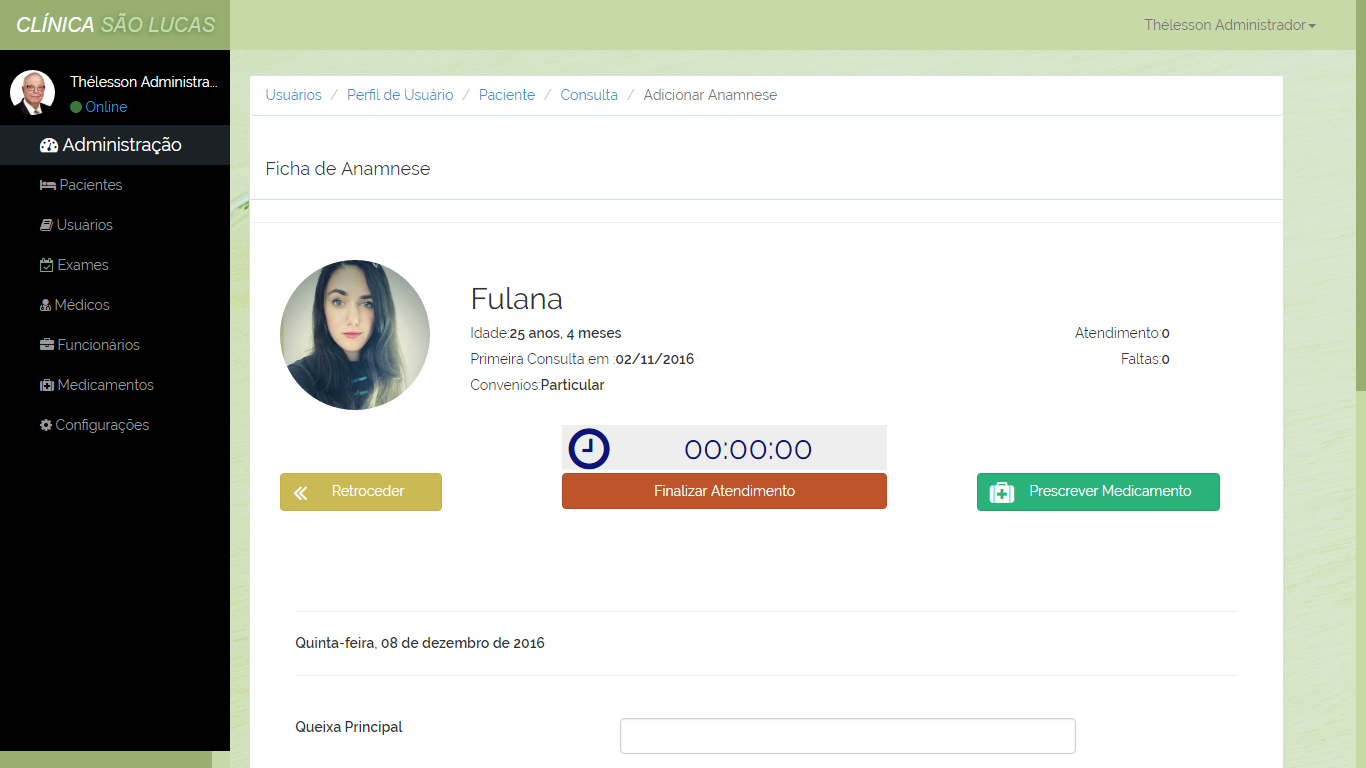 CLÍNICA SÃO LUCAS
Thélesson Administrador
Thélesson Administra...
Online
Administração
Pacientes
Usuários
Exames
Médicos
Funcionários
Medicamentos
Configurações
Usuários / Perfil de Usuário / Paciente / Consulta / Adicionar Anamnese
Ficha de Anamnese
Fulana
Idade:25 anos, 4 meses
Atendimento:0
Primeira Consulta em :02/11/2016
Faltas:0
Convenios:Particular
00:00:00
Retroceder
Finalizar Atendimento
Prescrever Medicamento
Quinta-feira, 08 de dezembro de 2016
Queixa Principal